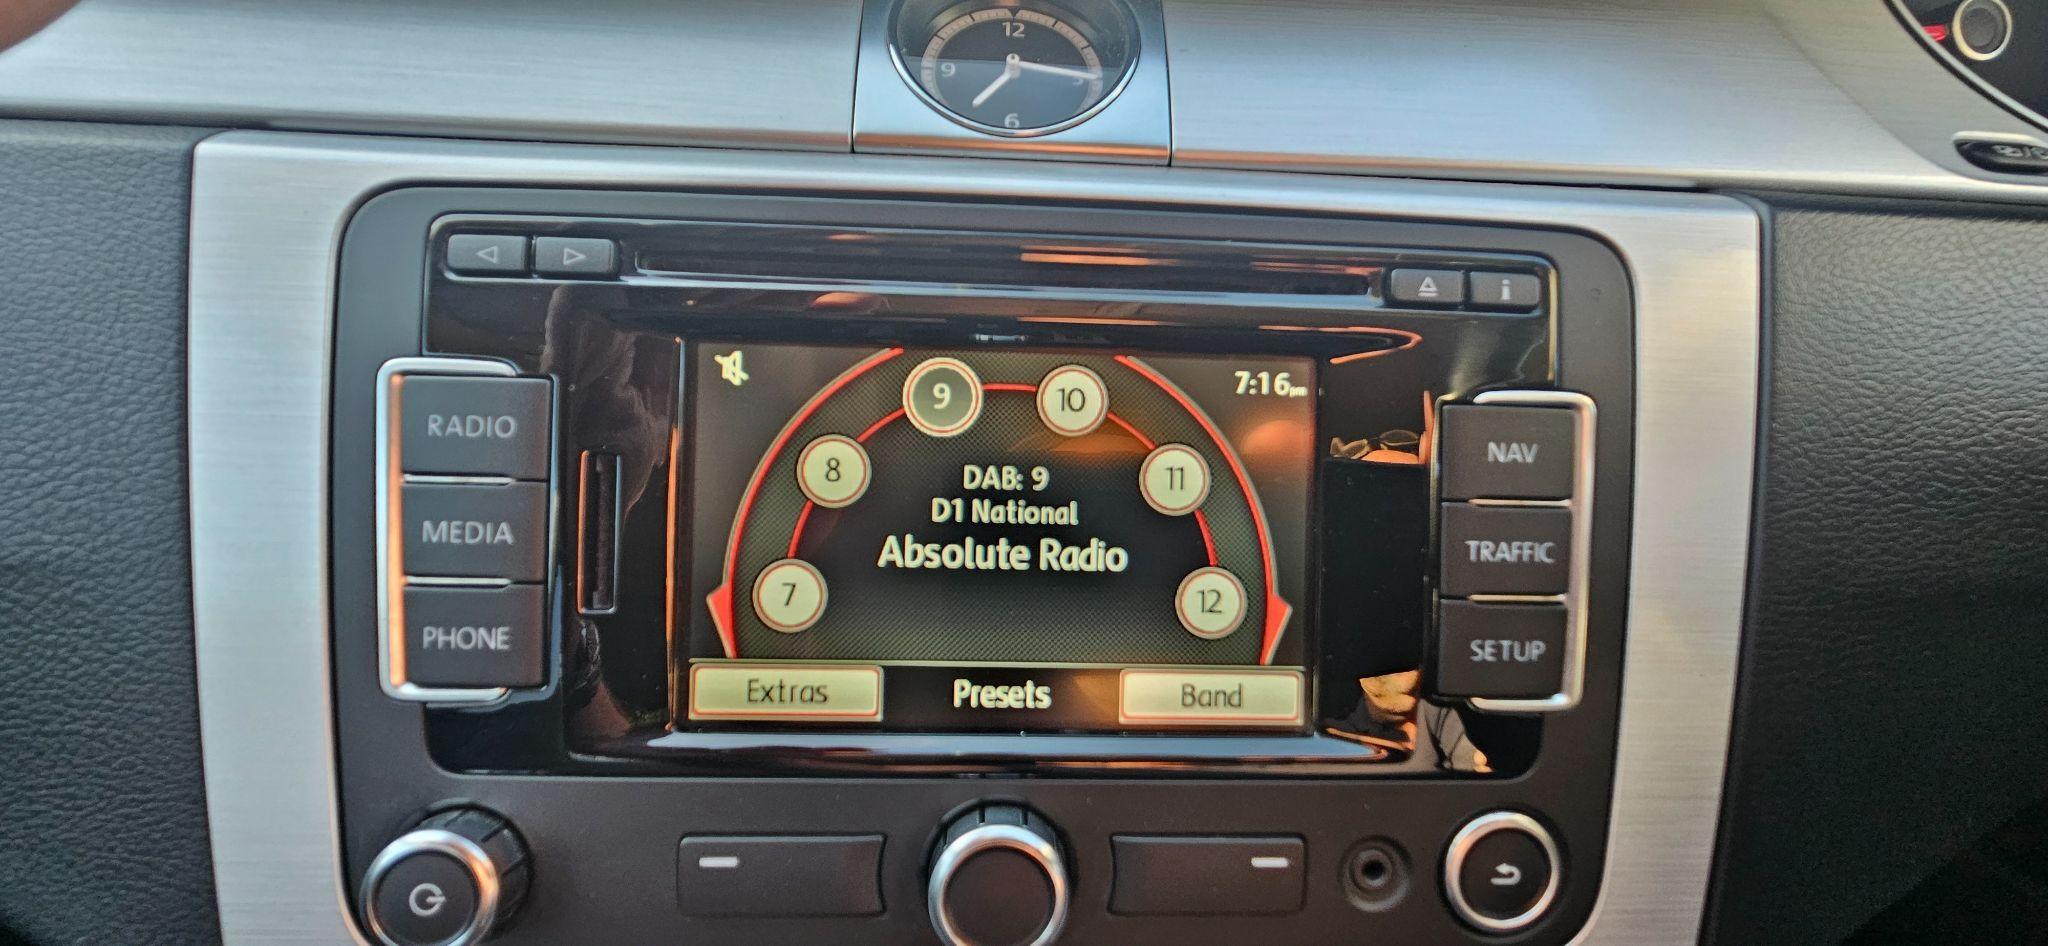 12
9
3
6
RADIO
MEDIA
PHONE
i
7:16pm
7
8
9
10
11
12
DAB: 9
D1 National
Absolute Radio
Extras
Presets
Band
NAV
TRAFFIC
SETUP